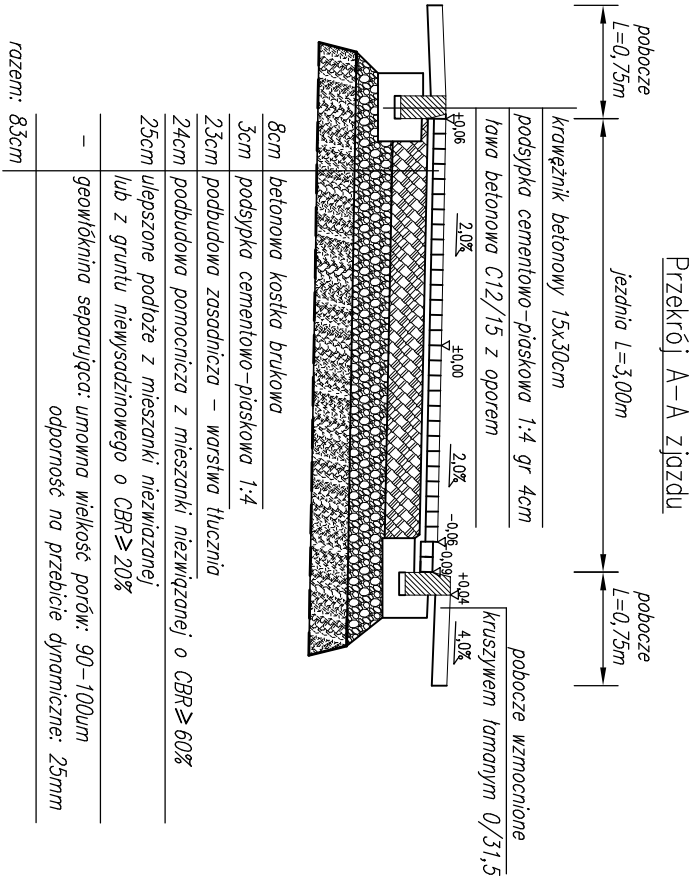 Przekrój A-A zjazdu
pobocze
L=0,75m
jezdnia L=3,00m
pobocze
L=0,75m
krawężnik betonowy 15x30cm
podsypka cementowo-piaskowa 1:4 gr 4cm
ława betonowa C12/15 z oporem
pobocze wzmocnione
kruszywem łamanym 0/31,5
±0,06
2,0%
±0,00
2,0%
-0,06
-0,09
+0,04
4,0%
8cm betonowa kostka brukowa
3cm podsypka cementowo-piaskowa 1:4
23cm podbudowa zasadnicza - warstwa tłucznia
24cm podbudowa pomocnicza z mieszanki niezwiązanej o CBR≥60%
25cm ulepszone podłoże z mieszanki niezwiązanej
lub z gruntu niewysadzinowego o CBR≥20%
- geowłóknina separująca: umowna wielkość porów: 90-100um
odporność na przebicie dynamiczne: 25mm
razem: 83cm